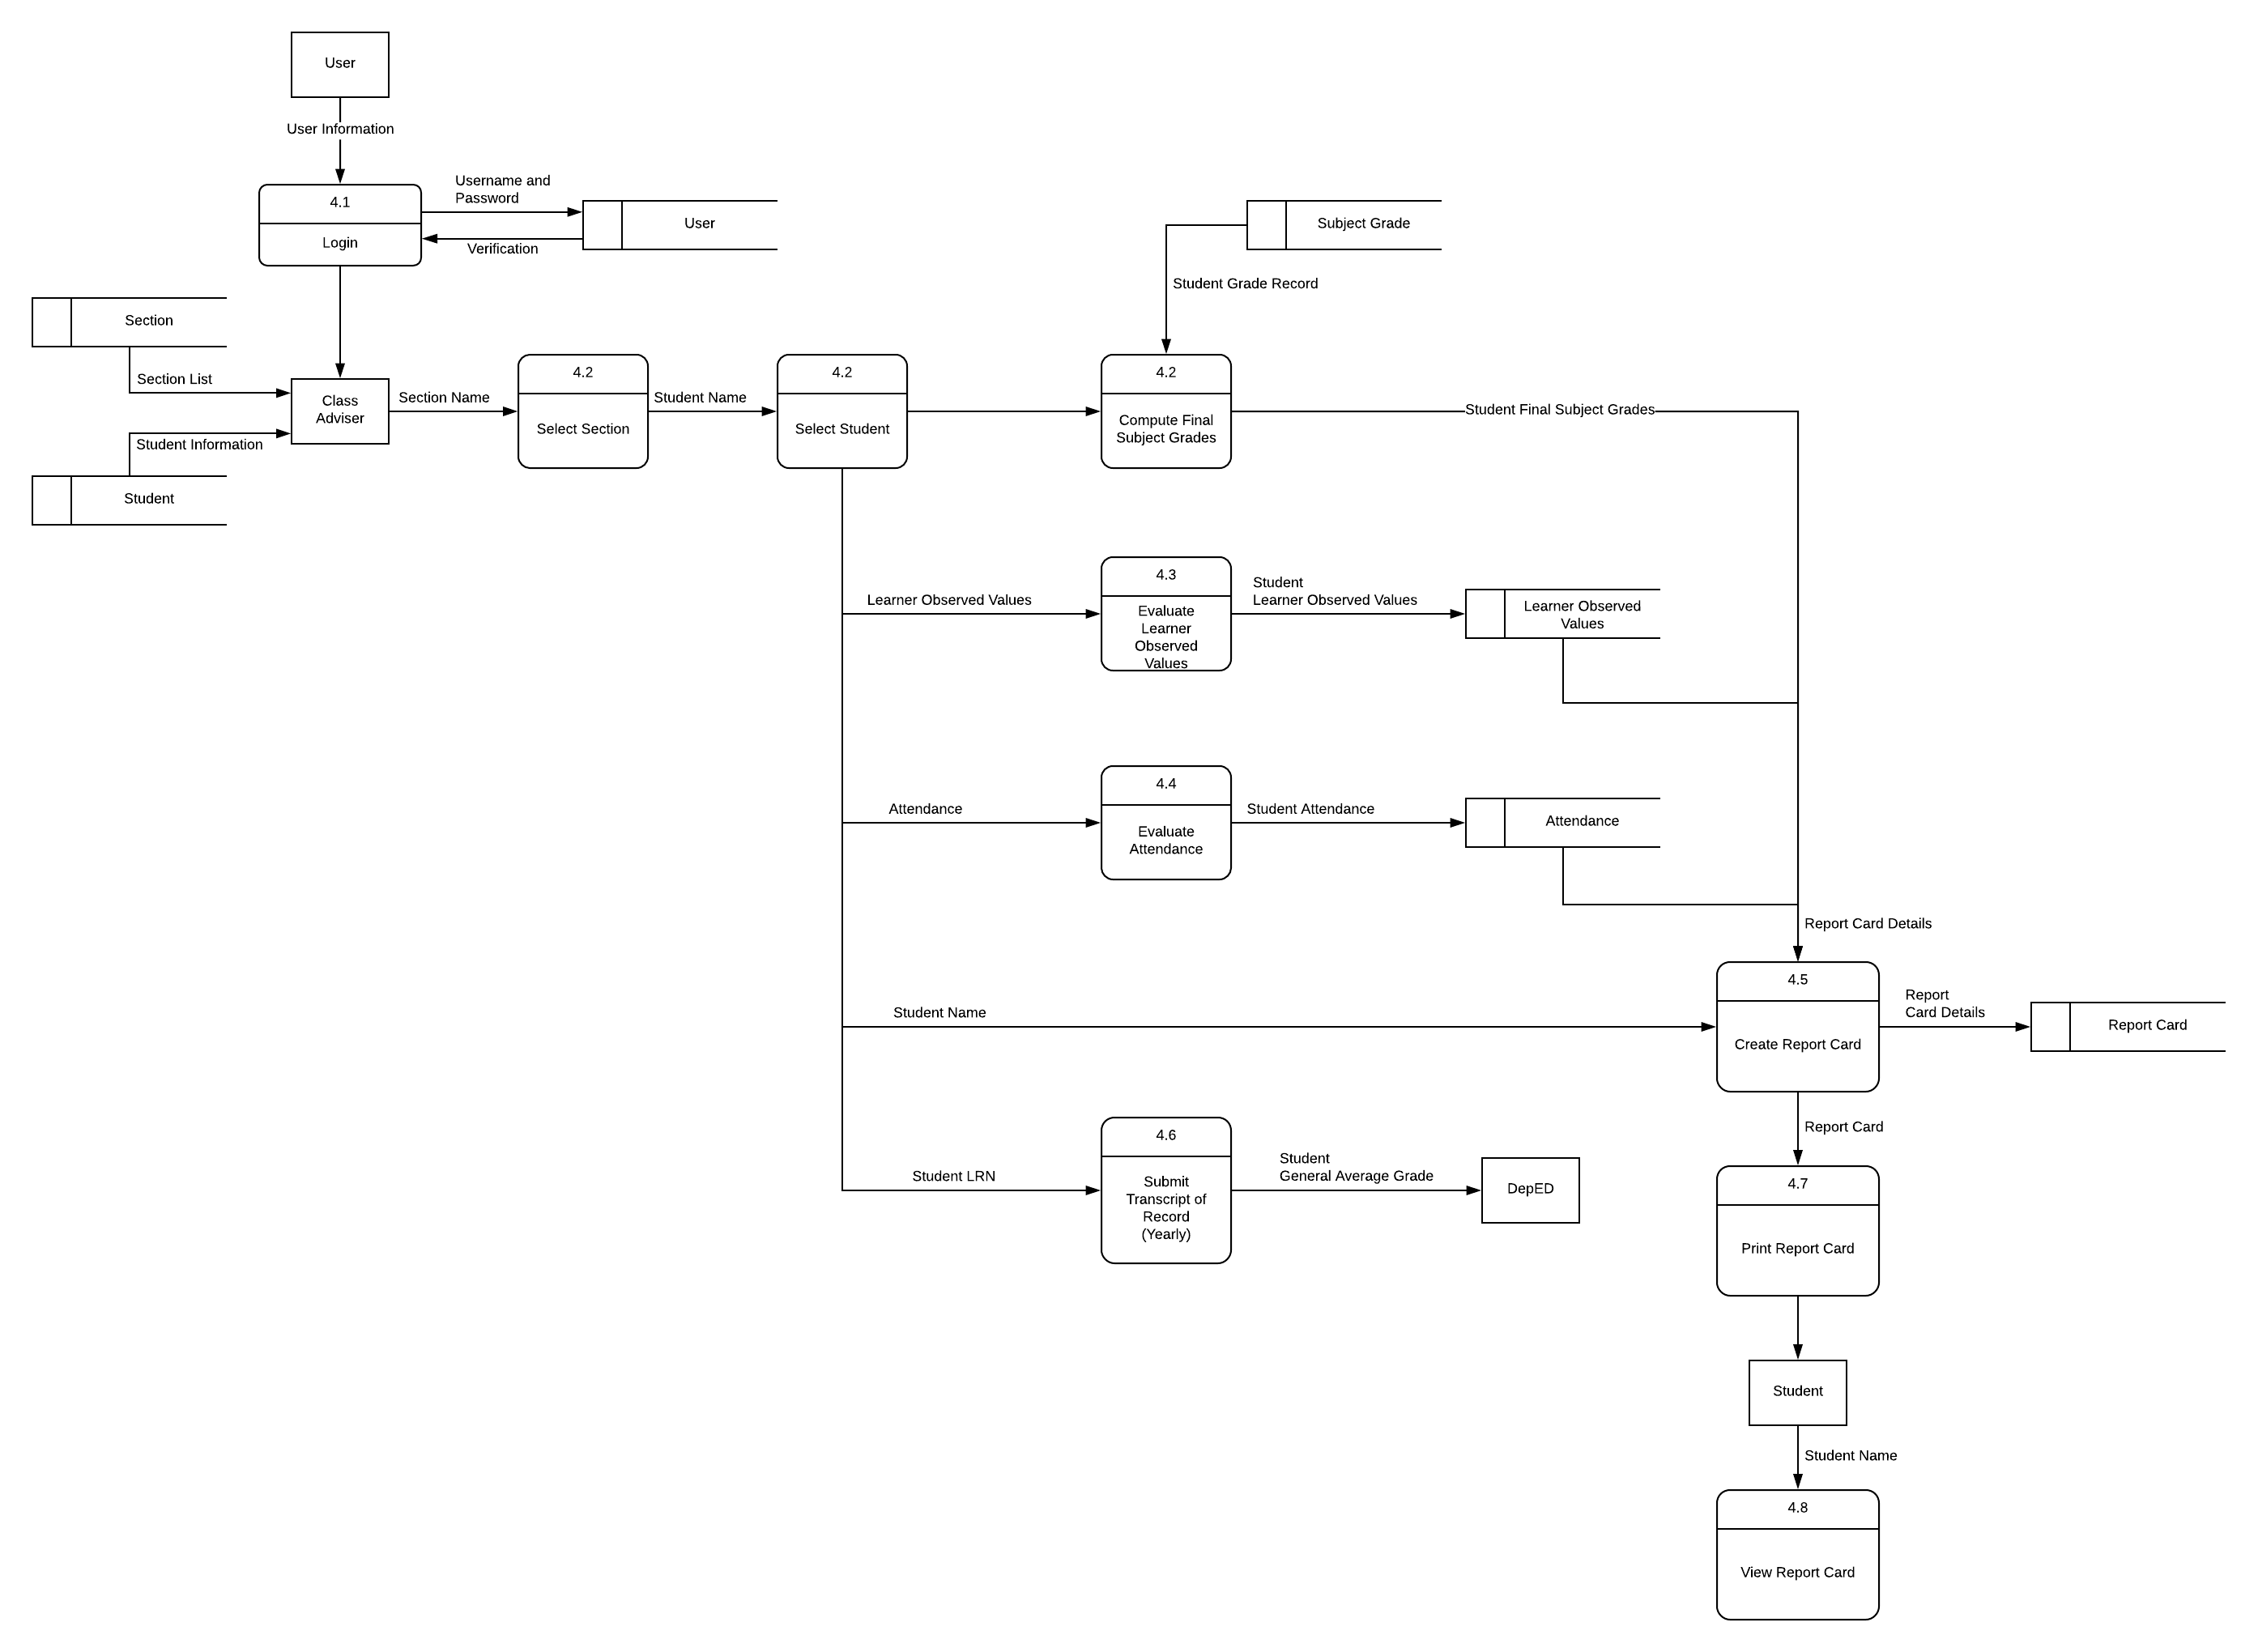 User
User Information
4.1
Login
Username and
Password
Verification
User
Subject Grade
Student Grade Record
Section
Section List
Class
Adviser
Student Information
Student
Section Name
4.2
Select Section
Student Name
4.2
Select Student
4.2
Compute Final
Subject Grades
Student Final Subject Grades
Learner Observed Values
4.3
Evaluate
Learner
Observed
Values
Student
Learner Observed Values
Learner Observed
Values
Attendance
4.4
Evaluate
Attendance
Student Attendance
Attendance
Report Card Details
Student Name
4.5
Create Report Card
Report
Card Details
Report Card
Report Card
Student LRN
4.6
Submit
Transcript of
Record
(Yearly)
Student
General Average Grade
DepED
4.7
Print Report Card
Student
Student Name
4.8
View Report Card